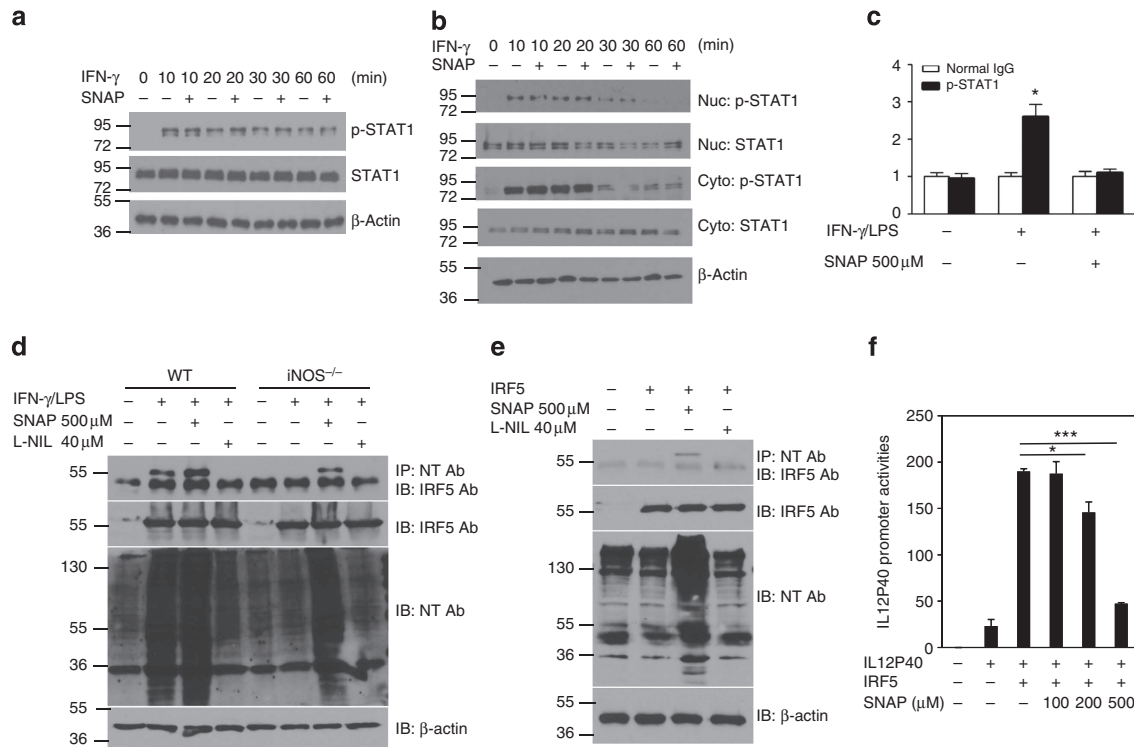 a
IFN-γ 0 10 10 20 20 30 30 60 60 (min)
SNAP – – + – + – + – +
95
72
p-STAT1
95
72
STAT1
55
36
β-Actin
b
IFN-γ 0 10 10 20 20 30 30 60 60 (min)
SNAP – – + – + – + – +
95
72
Nuc: p-STAT1
95
72
Nuc: STAT1
95
72
Cyto: p-STAT1
95
72
Cyto: STAT1
55
36
β-Actin
c
4
3
2
1
0
Normal IgG
p-STAT1
*
IFN-γ/LPS – + +
SNAP 500 μM – – +
d
WT iNOS–/–
IFN-γ/LPS – + + + – + + +
SNAP 500 μM – – + – – – + –
L-NIL 40 μM – – – + – – – +
55
IP: NT Ab
IB: IRF5 Ab
55
IB: IRF5 Ab
130
55
36
IB: NT Ab
55
36
IB: β-actin
e
IRF5 – + + +
SNAP 500 μM – – + –
L-NIL 40 μM – – – +
55
IP: NT Ab
IB: IRF5 Ab
55
IB: IRF5 Ab
130
55
36
IB: NT Ab
55
36
IB: β-actin
f
IL12P40 promoter activities
250
200
150
100
50
0
***
*
IL12P40 – + + + + +
IRF5 – – + + + +
SNAP (μM) – – – 100 200 500